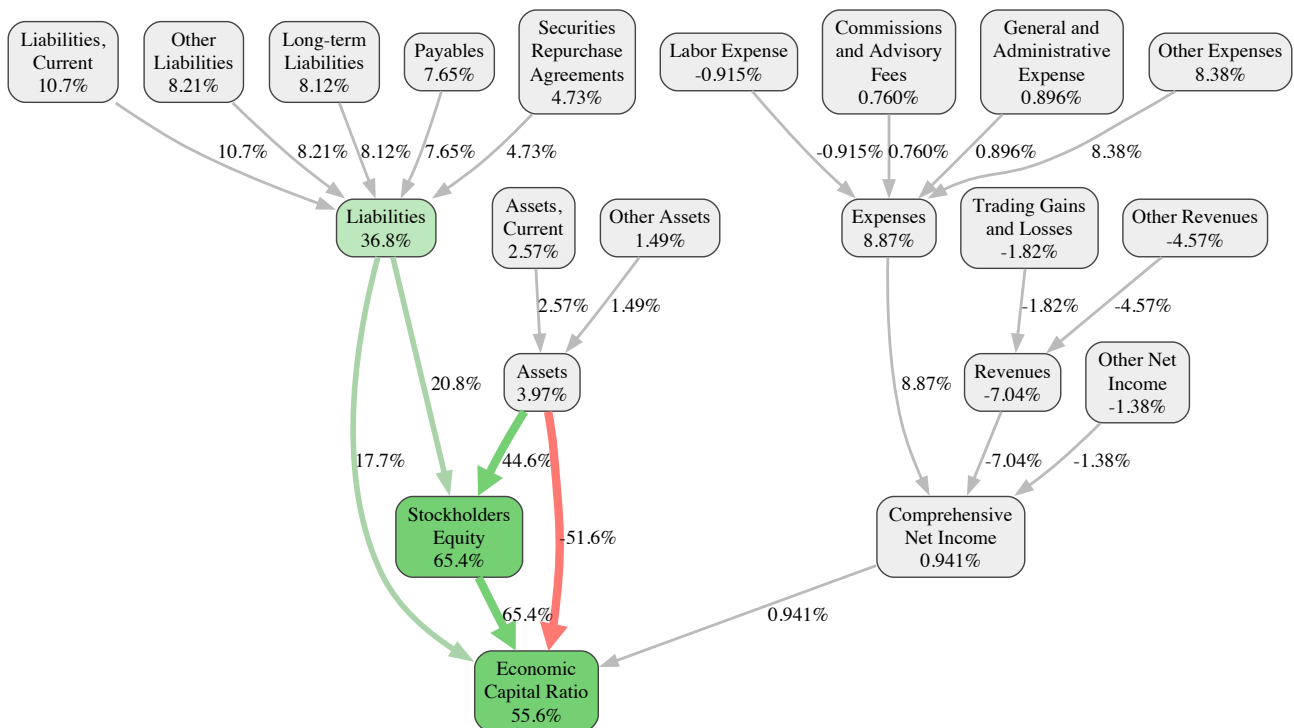 Liabilities,
Current
10.7%
Other
Liabilities
8.21%
Long-term
Liabilities
8.12%
Payables
7.65%
Securities
Repurchase
Agreements
4.73%
Labor Expense
-0.915%
Commissions
and Advisory
Fees
0.760%
General and
Administrative
Expense
0.896%
Other Expenses
8.38%
10.7%
8.21%
8.12%
7.65%
4.73%
-0.915%
0.760%
0.896%
8.38%
Liabilities
36.8%
Assets,
Current
2.57%
Other Assets
1.49%
Expenses
8.87%
Trading Gains
and Losses
-1.82%
Other Revenues
-4.57%
2.57%
1.49%
-1.82%
-4.57%
Assets
3.97%
Revenues
-7.04%
Other Net
Income
-1.38%
20.8%
8.87%
17.7%
44.6%
-7.04%
-1.38%
Stockholders
Equity
65.4%
-51.6%
Comprehensive
Net Income
0.941%
65.4%
0.941%
Economic
Capital Ratio
55.6%